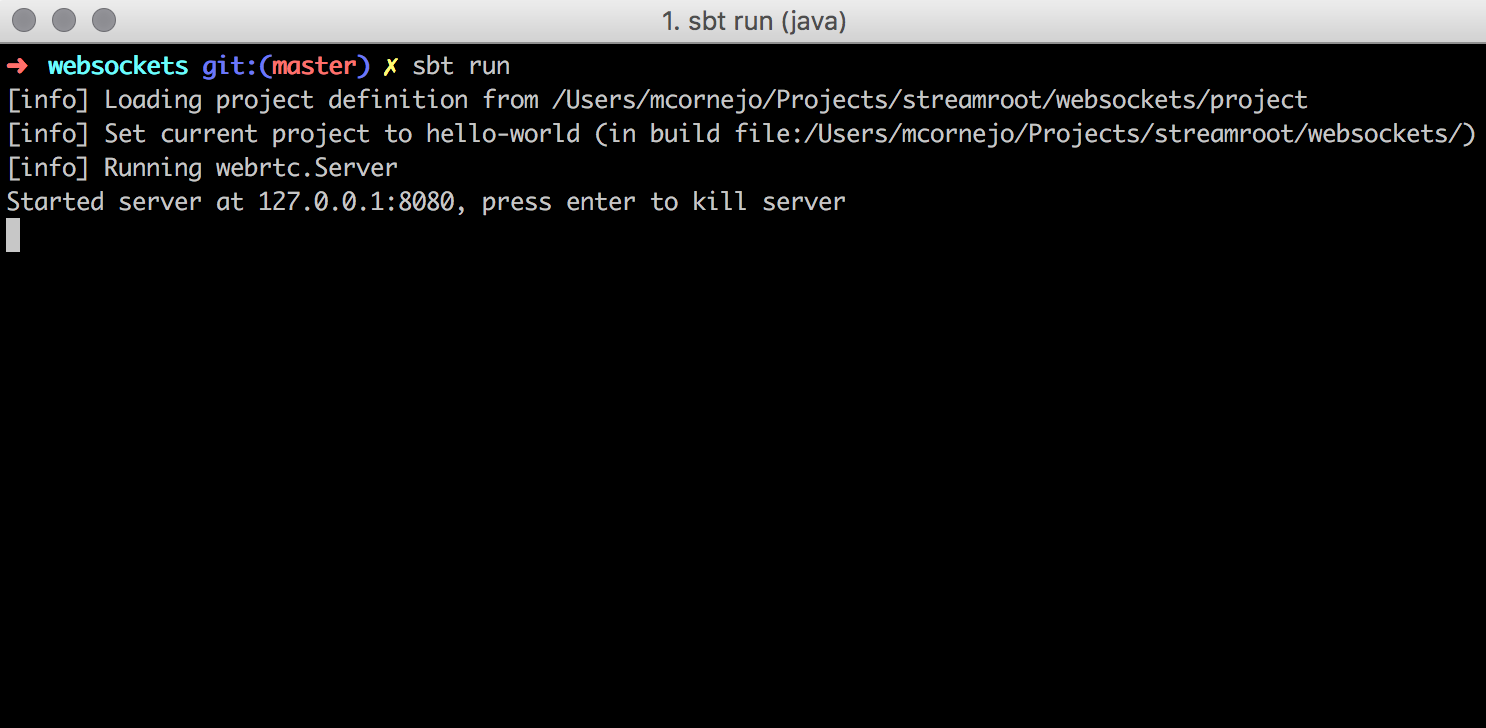 1. sbt run (java)
➜ websockets git:(master) ✗ sbt run
[info] Loading project definition from /Users/mcornejo/Projects/streamroot/websockets/project
[info] Set current project to hello-world (in build file:/Users/mcornejo/Projects/streamroot/websockets/)
[info] Running webrtc.Server
Started server at 127.0.0.1:8080, press enter to kill server